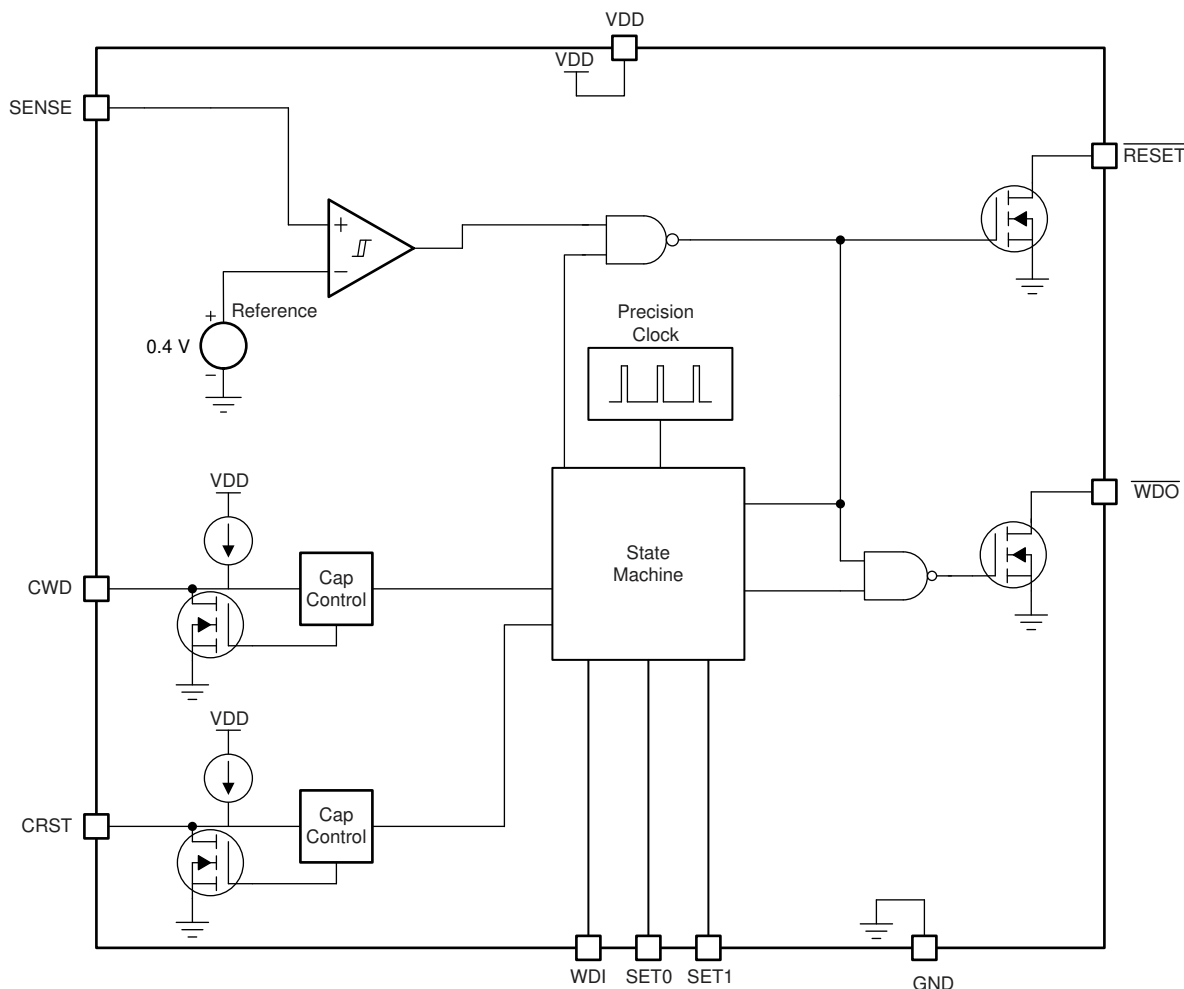 VDD
VDD
SENSE
RESET
+
−
+
Reference
0.4 V
−
Precision
Clock
VDD
WDO
State
Machine
Cap
Control
CWD
VDD
Cap
Control
CRST
WDI
SET0
SET1
GND